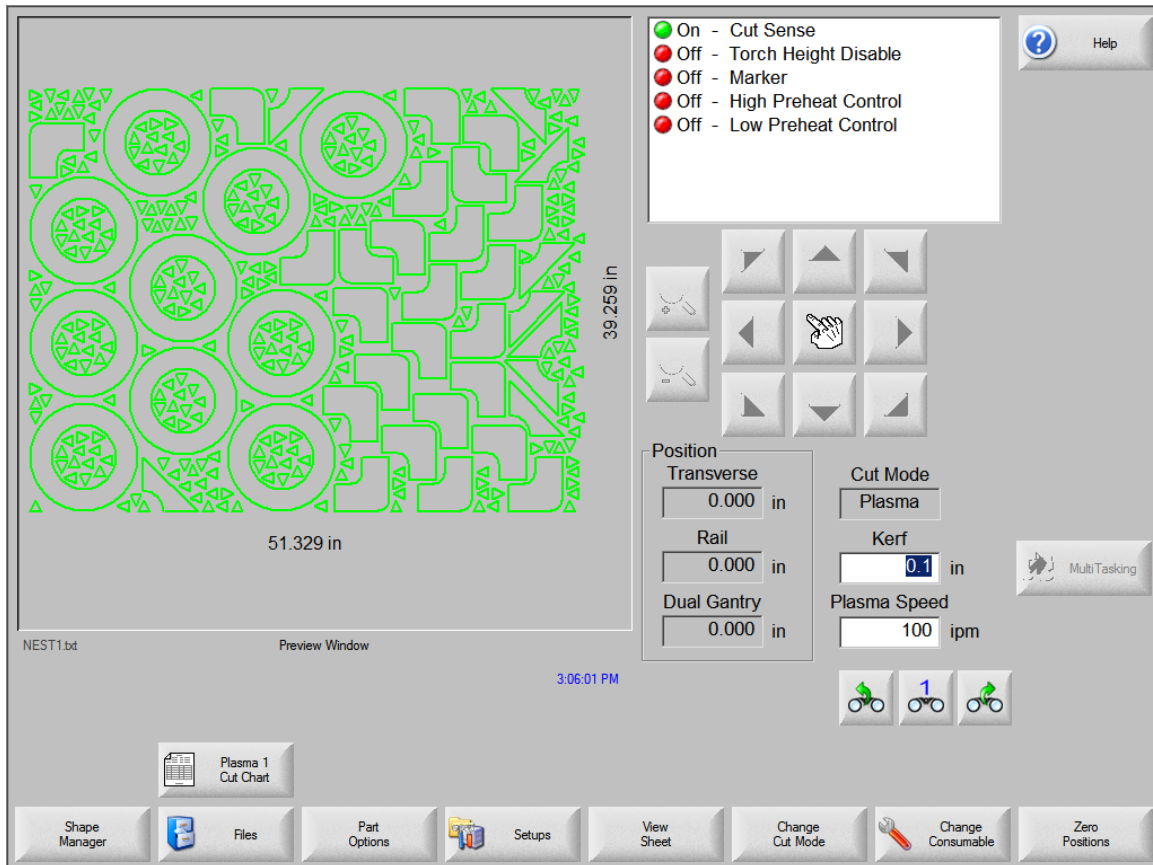 On - Cut Sense
Off - Torch Height Disable
Off - Marker
Off - High Preheat Control
Off - Low Preheat Control
Help
39.259 in
51.329 in
Position
Transverse
0.000 in
Rail
0.000 in
Dual Gantry
0.000 in
Cut Mode
Plasma
Kerf
0.1 in
Plasma Speed
100 ipm
MultiTasking
NEST1.txt
Preview Window
3:06:01 PM
1
Plasma 1
Cut Chart
Shape
Manager
Files
Part
Options
Setups
View
Sheet
Change
Cut Mode
Change
Consumable
Zero
Positions